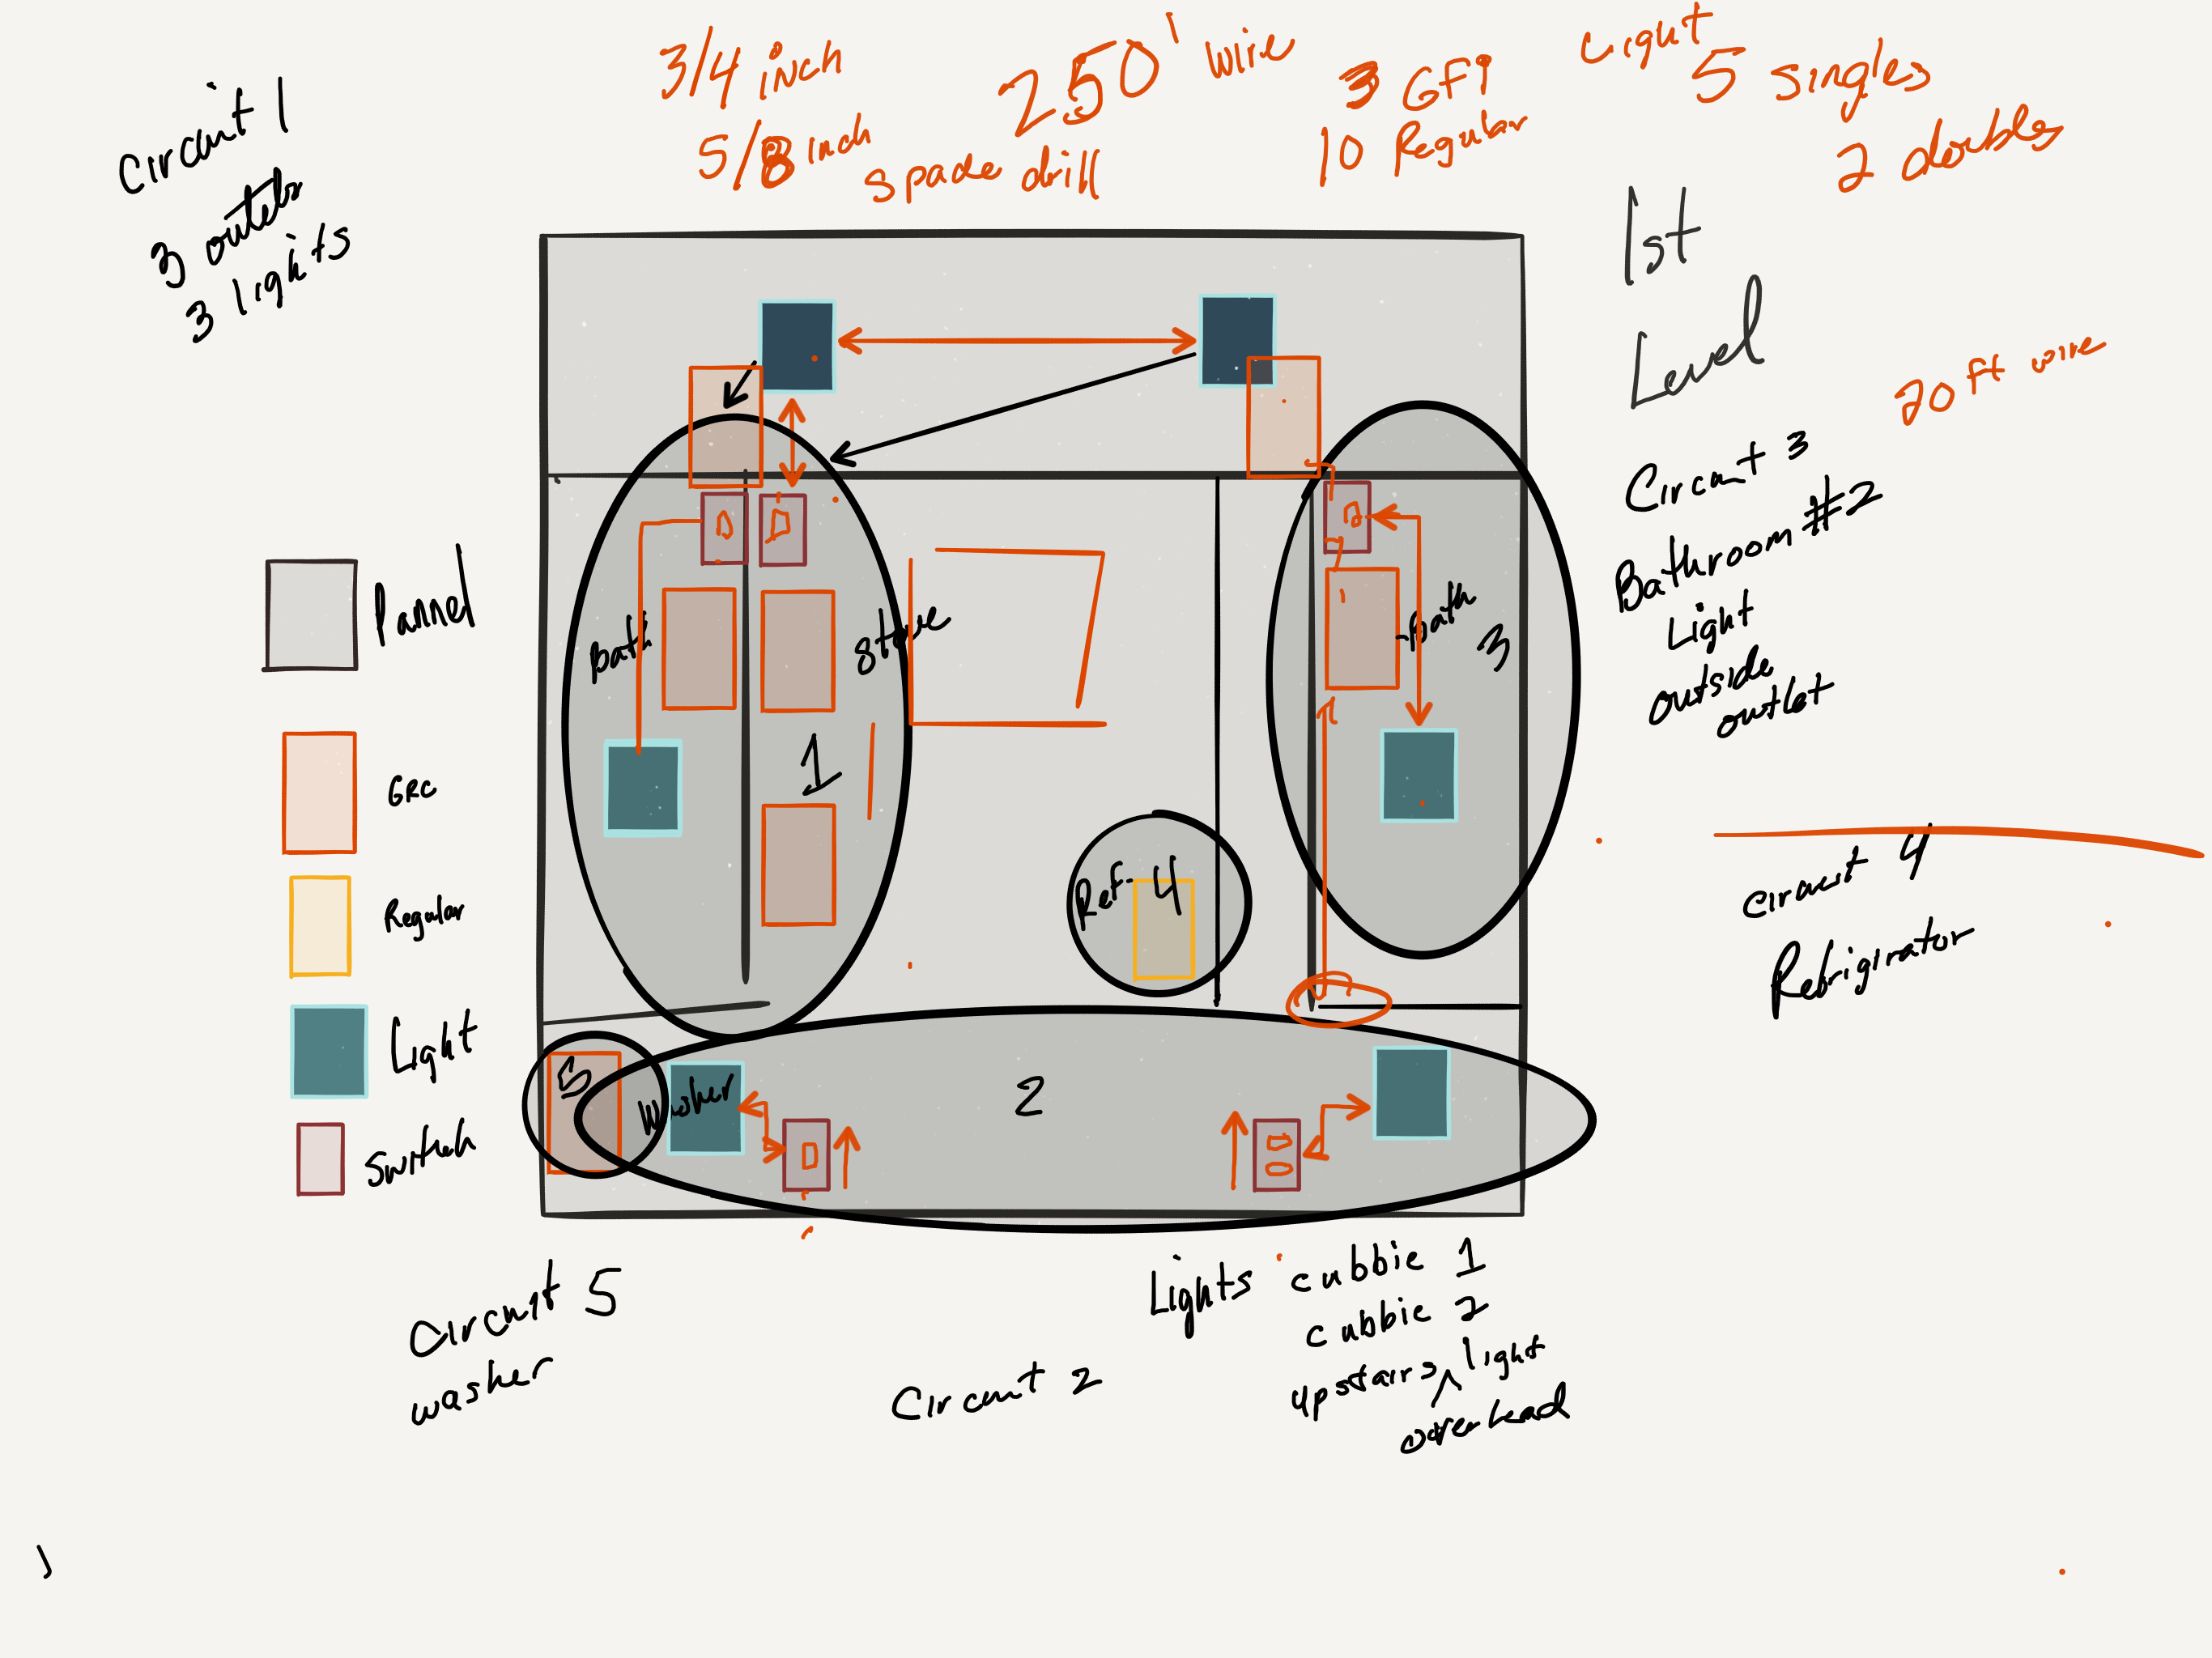 Circuit 1
3 outlets
3 lights
3/4 inch
5/8 inch
spade drill
250' wire
3 GFi
10 Regular
Light
5 singles
2 doubles
1st
Level
20 ft wire
Circuit 3
Bathroom #2
Light
outside
outlet
Circuit 4
Refriginator
Pannel
GRC
Regular
Light
Switch
Bath
Stove
1
Bath
3
Ref-
4
5
Washer
2
Circuit 5
washer
Circuit 2
Lights cubbie 1
cubbie 2
upstairs light
overhead